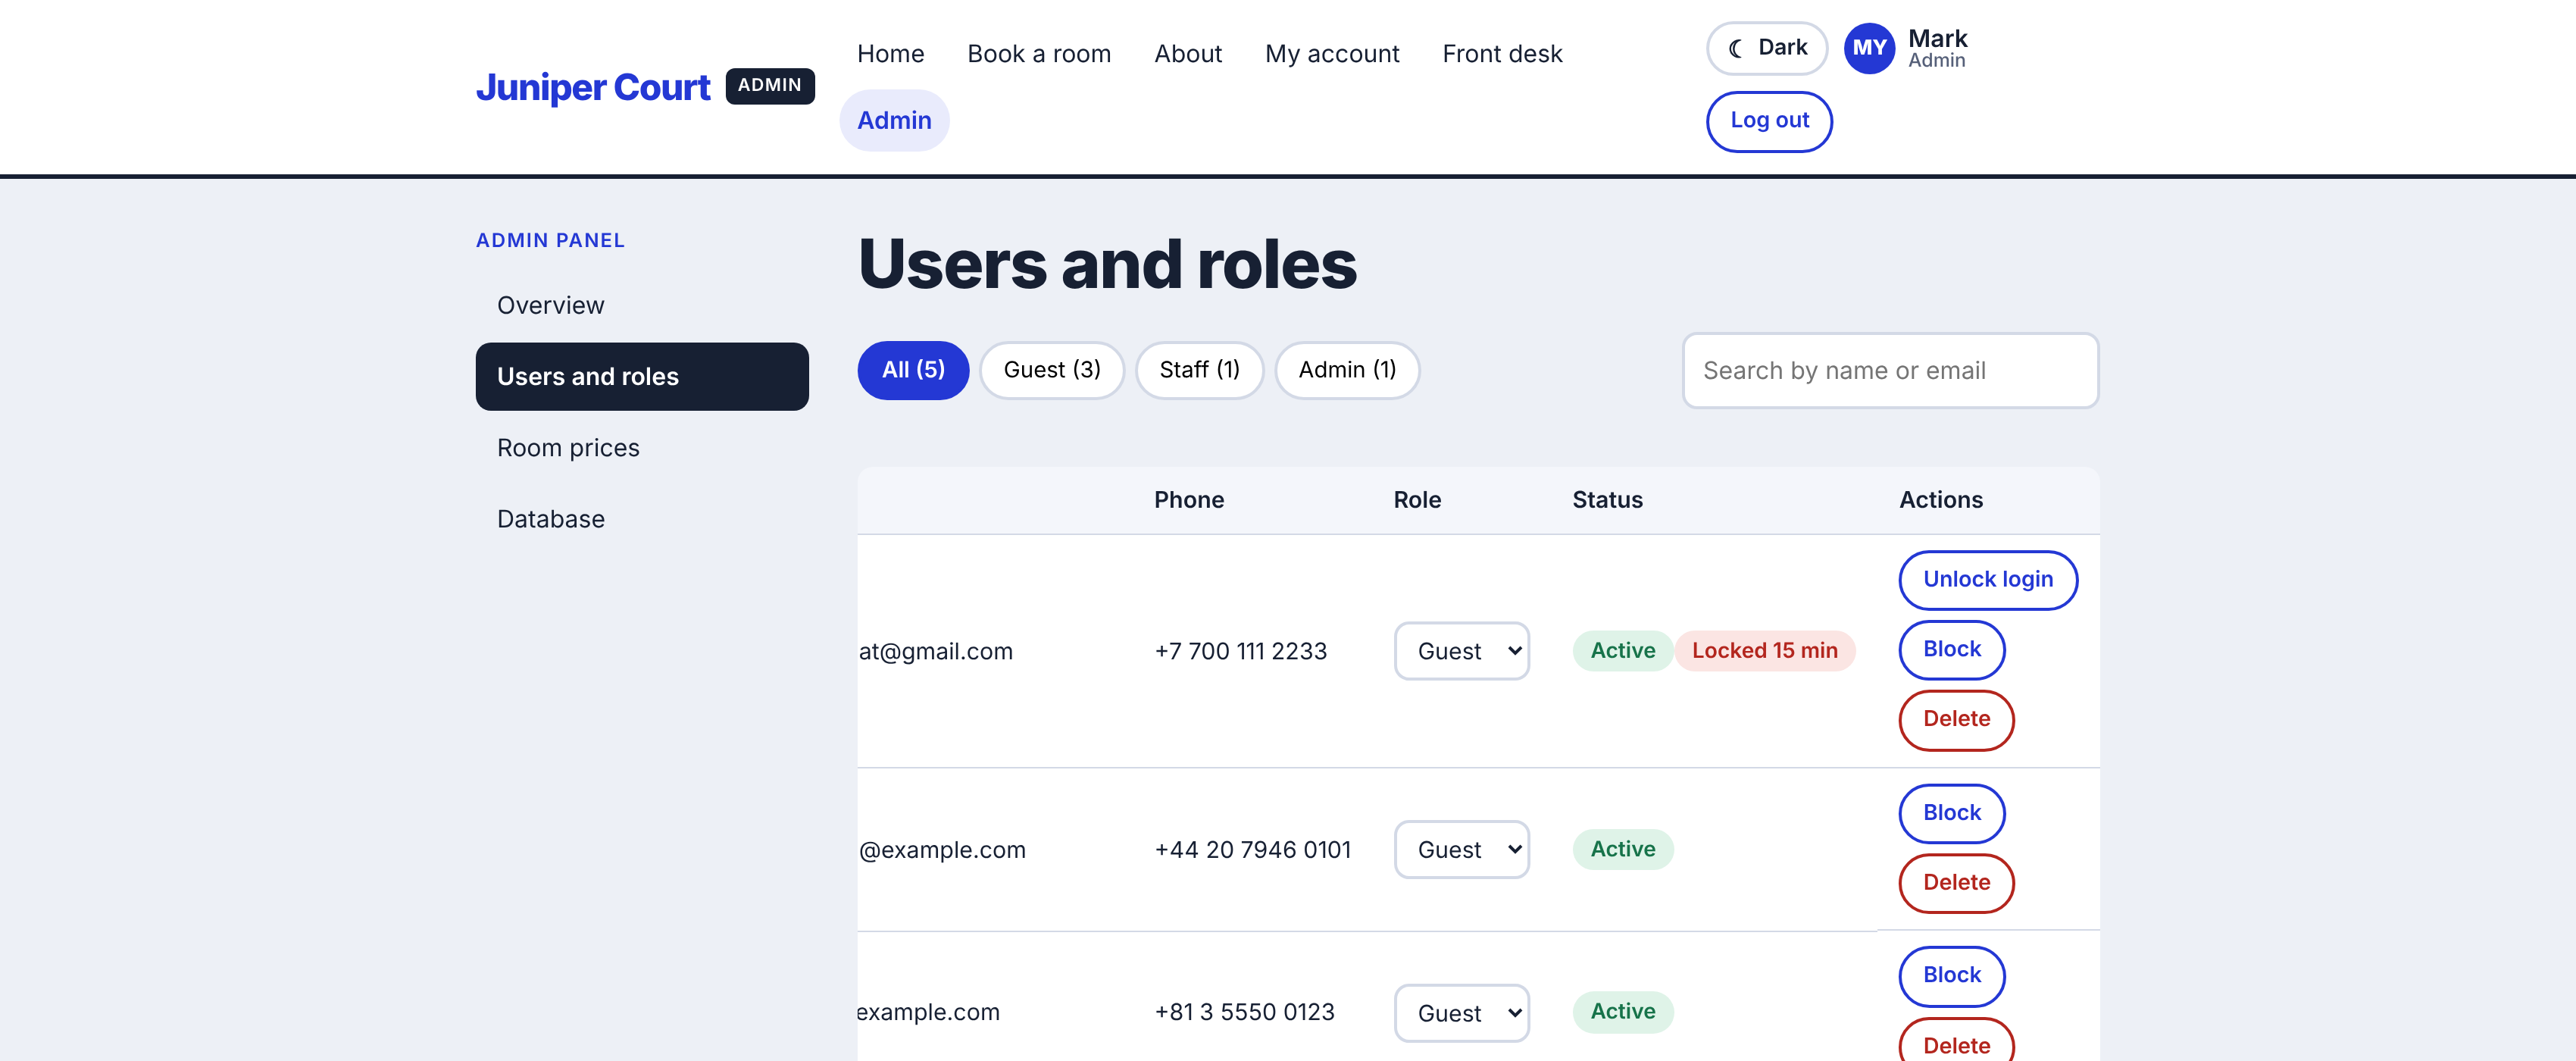 Juniper Court ADMIN
Home Book a room About My account Front desk
Admin
Dark MY Mark
Admin
Log out
ADMIN PANEL
Overview
Users and roles
Room prices
Database
Users and roles
All (5) Guest (3) Staff (1) Admin (1) Search by name or email
Phone Role Status Actions
at@gmail.com +7 700 111 2233 Guest Active Locked 15 min Unlock login
Block
Delete
@example.com +44 20 7946 0101 Guest Active Block
Delete
example.com +81 3 5550 0123 Guest Active Block
Delete